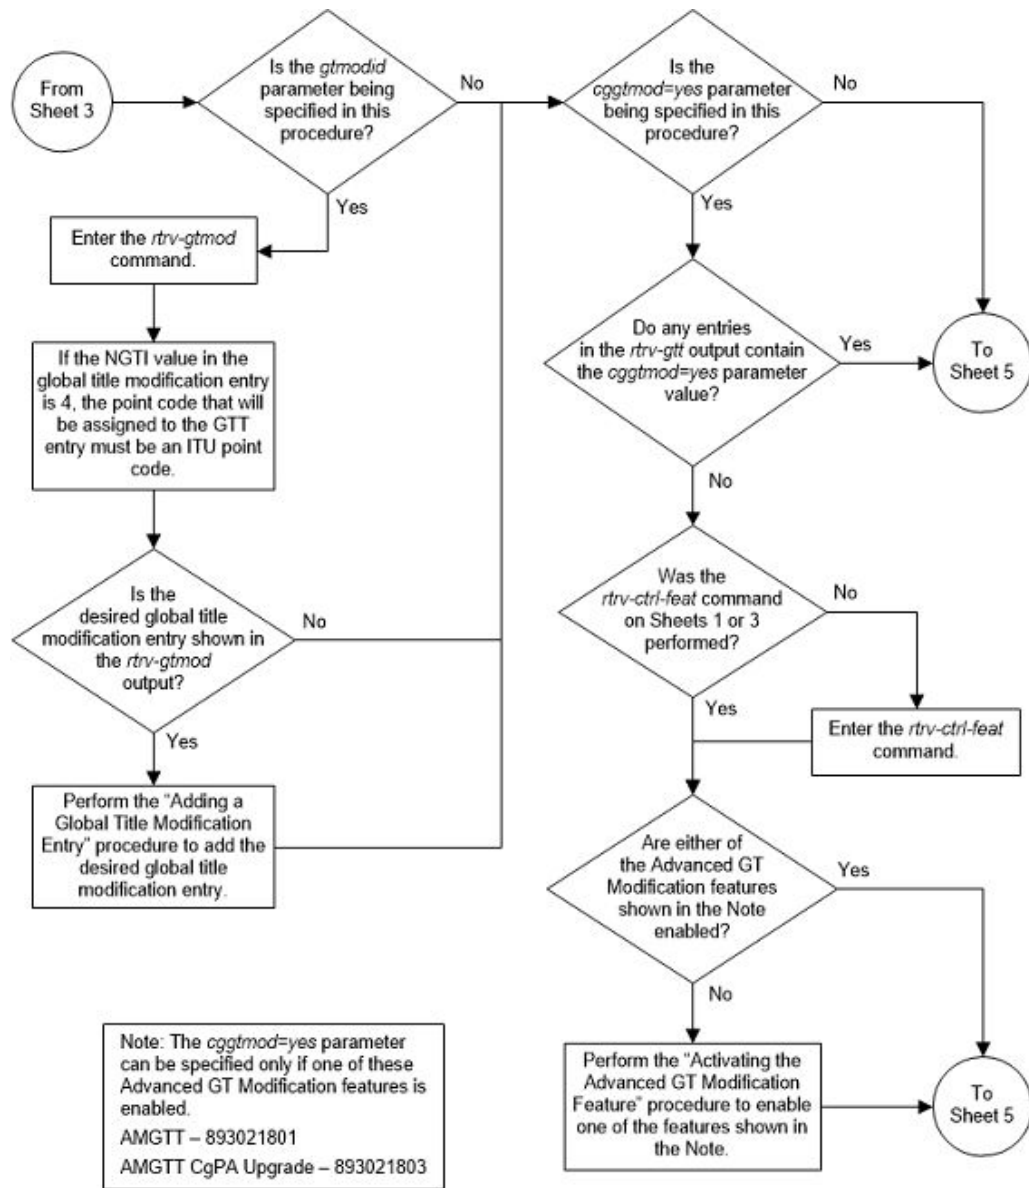 From
Sheet 3
Is the gtmodid
parameter being
specified in this
procedure?
No
Yes
Enter the rtrv-gtmod
command.
If the NGTI value in the
global title modification entry
is 4, the point code that will
be assigned to the GTT
entry must be an ITU point
code.
Is the
desired global title
modification entry shown in
the rtrv-gtmod
output?
No
Yes
Perform the “Adding a
Global Title Modification
Entry” procedure to add the
desired global title
modification entry.
Is the
cggtmod=yes parameter
being specified in this
procedure?
No
Yes
Do any entries
in the rtrv-gtt output contain
the cggtmod=yes parameter
value?
Yes
To
Sheet 5
No
Was the
rtrv-ctrl-feat command
on Sheets 1 or 3
performed?
No
Yes
Enter the rtrv-ctrl-feat
command.
Are either of
the Advanced GT
Modification features
shown in the Note
enabled?
Yes
No
Perform the “Activating the
Advanced GT Modification
Feature” procedure to enable
one of the features shown in
the Note.
To
Sheet 5
Note: The cggtmod=yes parameter
can be specified only if one of these
Advanced GT Modification features is
enabled.
AMGTT – 893021801
AMGTT CgPA Upgrade – 893021803